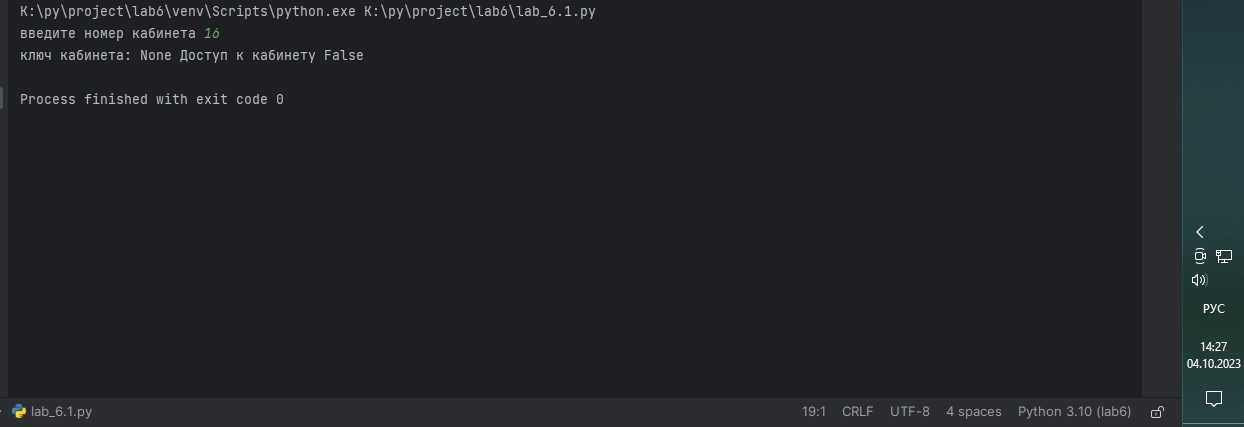 K:\py\project\lab6\venv\Scripts\python.exe K:\py\project\lab6\lab_6.1.py
введите номер кабинета 16
ключ кабинета: None Доступ к кабинету False
Process finished with exit code 0
РУС
14:27
04.10.2023
lab_6.1.py 19:1 CRLF UTF-8 4 spaces Python 3.10 (lab6)